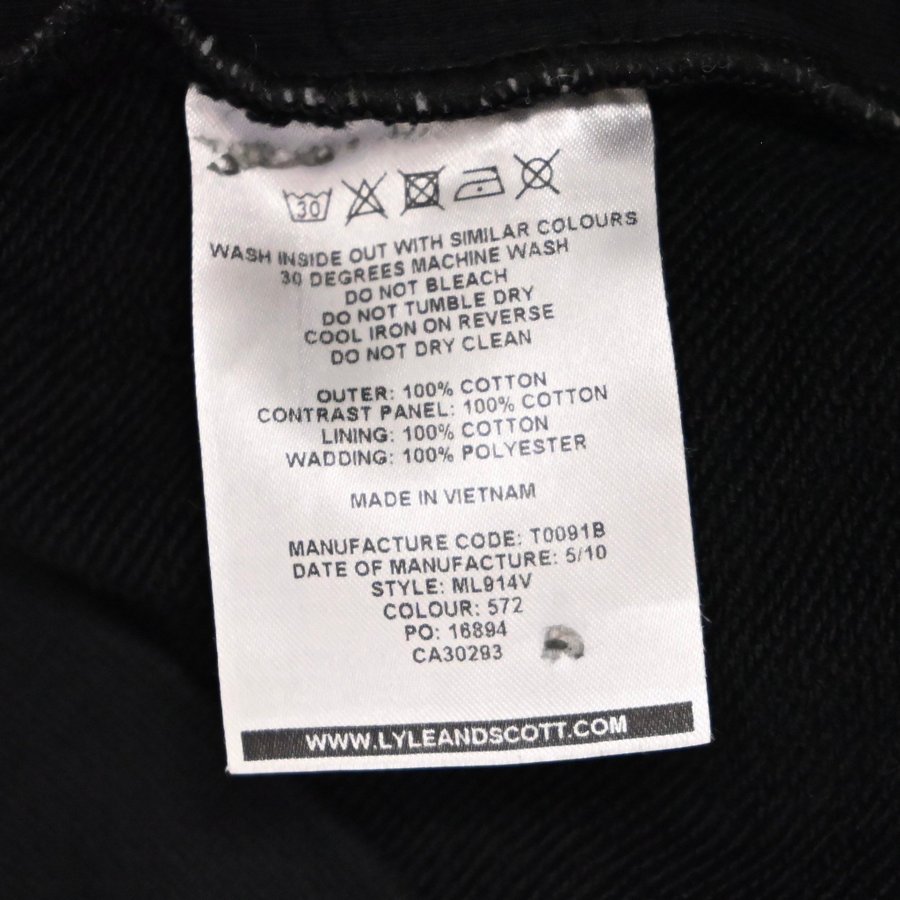 30
WASH INSIDE OUT WITH SIMILAR COLOURS
30 DEGREES MACHINE WASH
DO NOT BLEACH
DO NOT TUMBLE DRY
COOL IRON ON REVERSE
DO NOT DRY CLEAN
OUTER: 100% COTTON
CONTRAST PANEL: 100% COTTON
LINING: 100% COTTON
WADDING: 100% POLYESTER
MADE IN VIETNAM
MANUFACTURE CODE: T0091B
DATE OF MANUFACTURE: 5/10
STYLE: ML914V
COLOUR: 572
PO: 16894
CA30293
WWW.LYLEANDSCOTT.COM